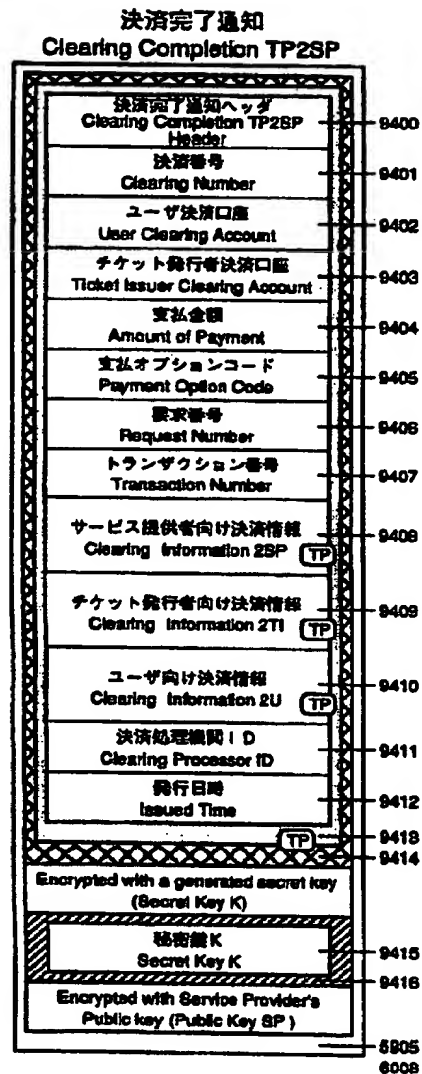 決済完了通知
Clearing Completion TP2SP
決済完了通知ヘッダ
Clearing Completion TP2SP
Header
9400
決済番号
Clearing Number
9401
ユーザ決済口座
User Clearing Account
9402
チケット発行者決済口座
Ticket Issuer Clearing Account
9403
支払金額
Amount of Payment
9404
支払オプションコード
Payment Option Code
9405
要求番号
Request Number
9406
トランザクション番号
Transaction Number
9407
サービス提供者向け決済情報
Clearing Information 2SP
TP
9408
チケット発行者向け決済情報
Clearing Information 2TI
TP
9409
ユーザ向け決済情報
Clearing Information 2U
TP
9410
決済処理機関ID
Clearing Processor ID
9411
発行日時
Issued Time
9412
TP
9413
9414
Encrypted with a generated secret key
(Secret Key K)
秘密鍵K
Secret Key K
9415
9416
Encrypted with Service Provider's
Public key (Public Key SP)
5905
6008